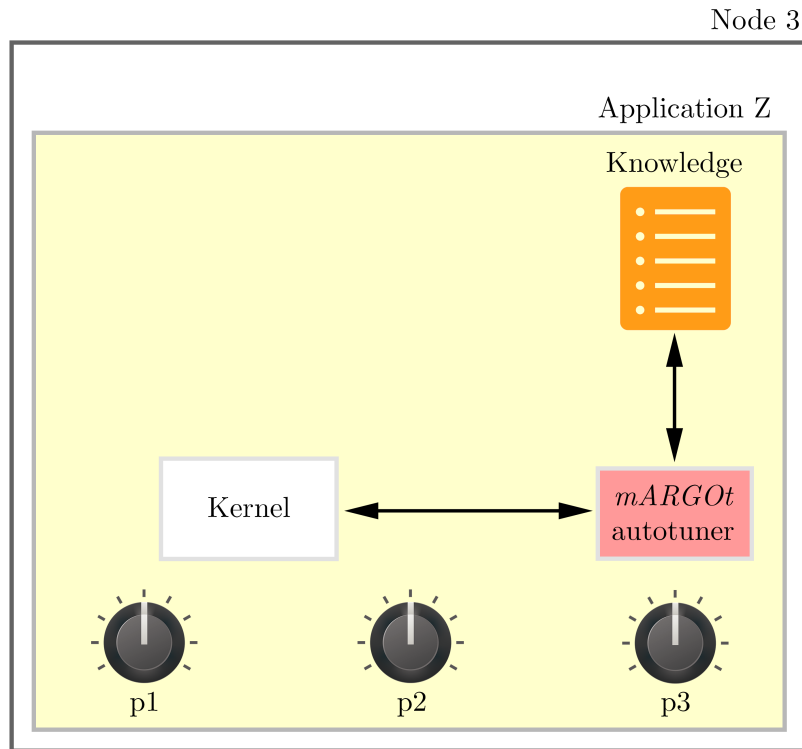 Node 3
Application Z
Knowledge
Kernel
mARGOt
autotuner
p1
p2
p3